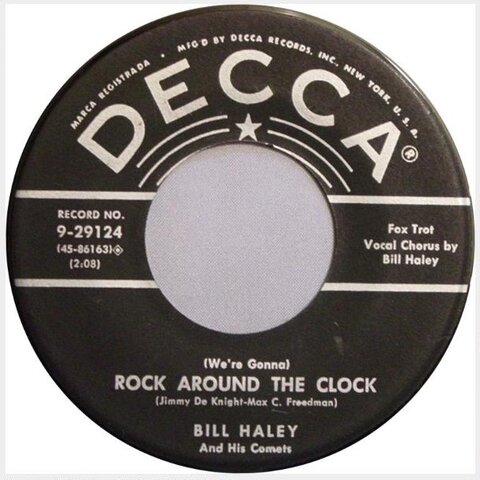 MARCA REGISTRADA • MFG'D BY DECCA RECORDS, INC., NEW YORK, U. S. A.
DECCA®
RECORD NO.
9-29124
(45-86163)
(2:08)
Fox Trot
Vocal Chorus by
Bill Haley
(We're Gonna)
ROCK AROUND THE CLOCK
(Jimmy De Knight-Max C. Freedman)
BILL HALEY
And His Comets